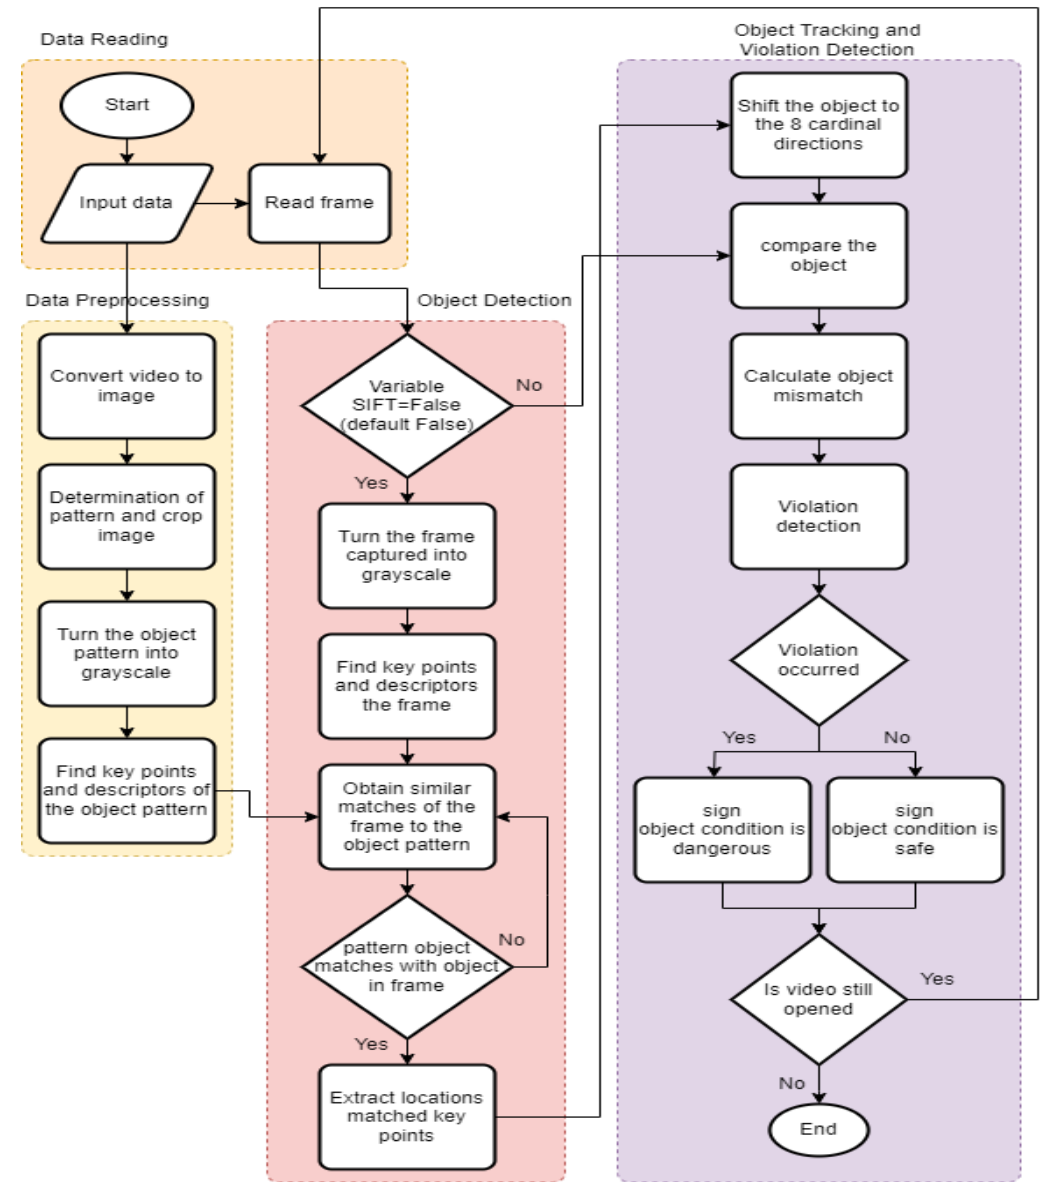 Data Reading
Start
Input data
Read frame
Data Preprocessing
Convert video to
image
Determination of
pattern and crop
image
Turn the object
pattern into
grayscale
Find key points
and descriptors of
the object pattern
Object Detection
Variable
SIFT=False
(default False)
No
Yes
Turn the frame
captured into
grayscale
Find key points
and descriptors
the frame
Obtain similar
matches of the
frame to the
object pattern
pattern object
matches with object
in frame
No
Yes
Extract locations
matched key
points
Object Tracking and
Violation Detection
Shift the object to
the 8 cardinal
directions
compare the
object
Calculate object
mismatch
Violation
detection
Violation
occurred
Yes
No
sign
object condition is
dangerous
sign
object condition is
safe
Is video still
opened
Yes
No
End